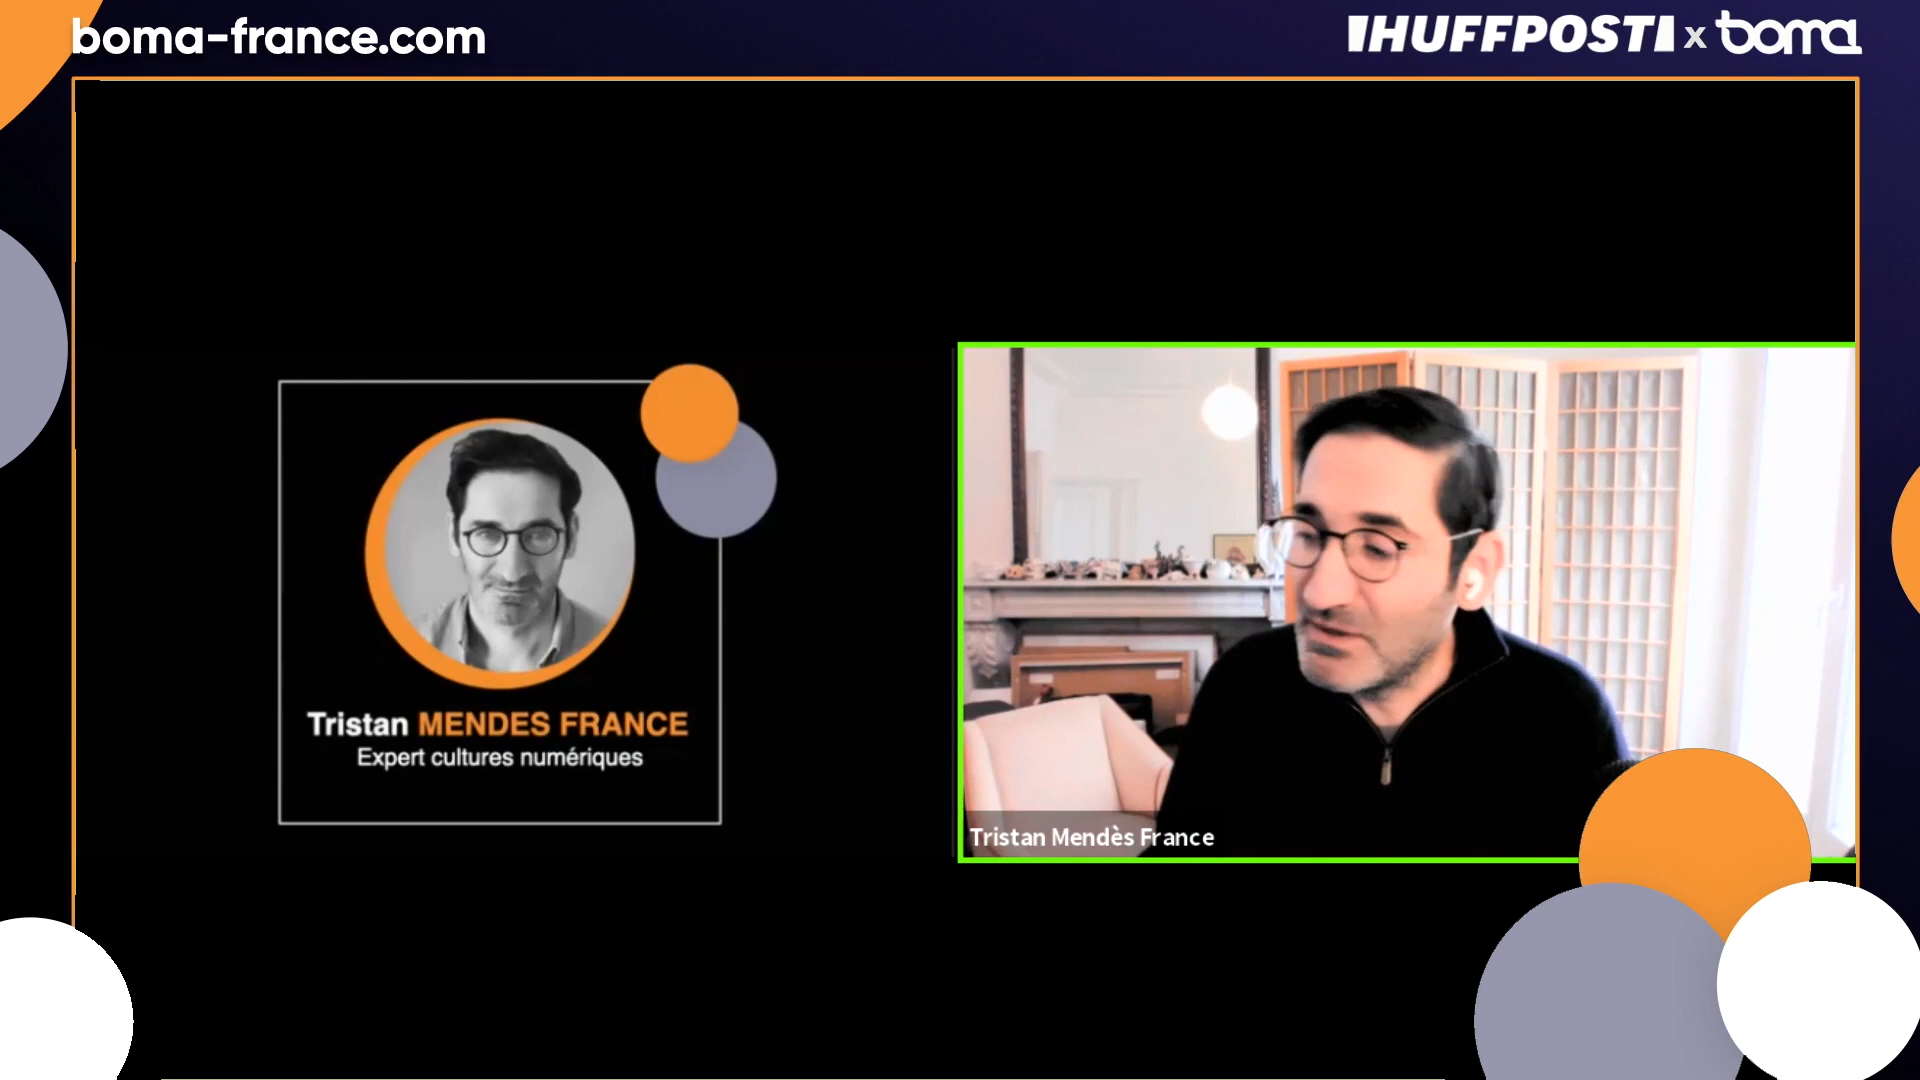 boma-france.com
HUFFPOST x boma
Tristan MENDES FRANCE
Expert cultures numériques
Tristan Mendès France